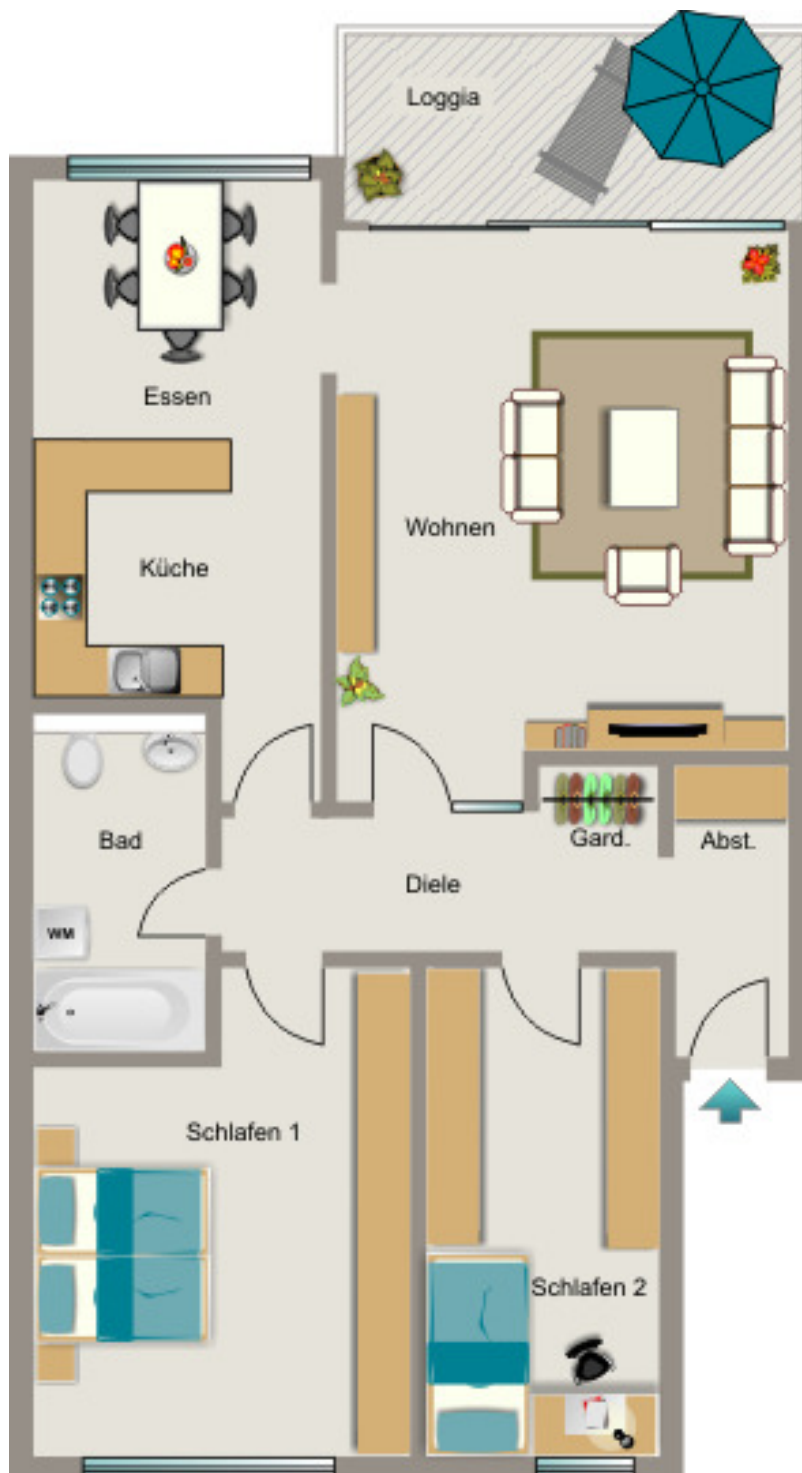 Loggia
Essen
Wohnen
Küche
Gard.
Abst.
Bad
Diele
WM
Schlafen 1
Schlafen 2